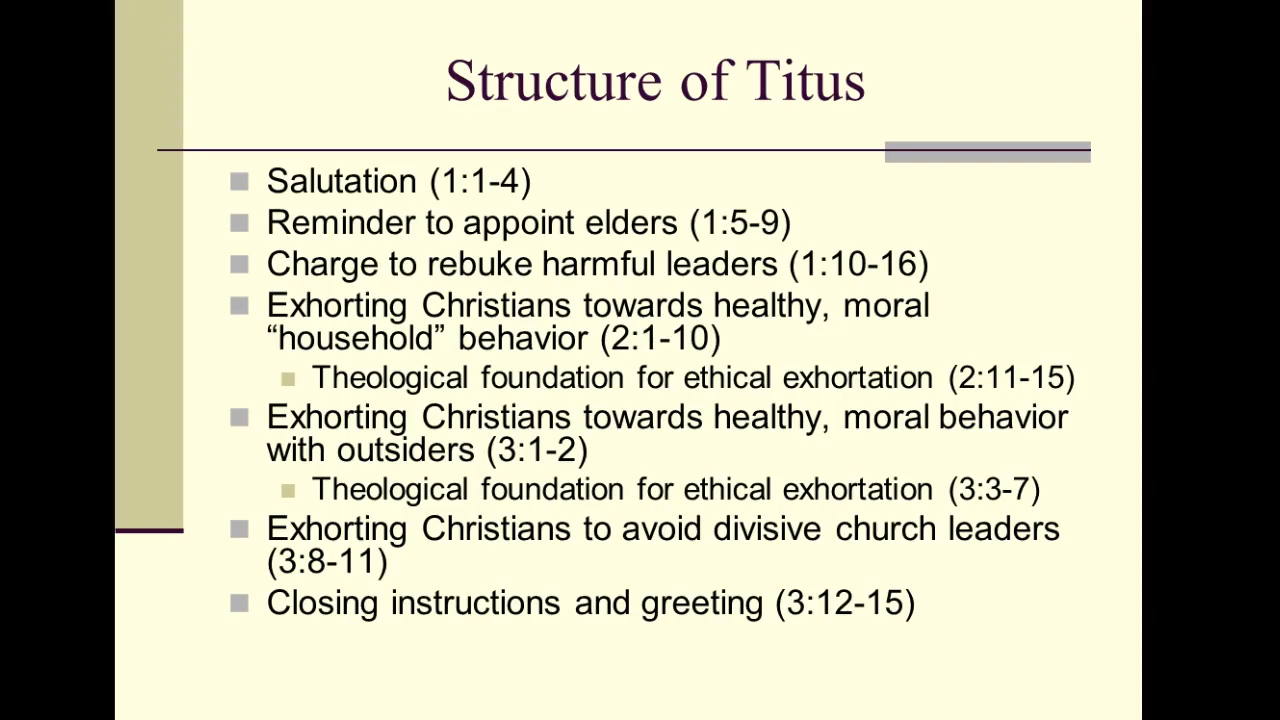 Structure of Titus
Salutation (1:1-4)
Reminder to appoint elders (1:5-9)
Charge to rebuke harmful leaders (1:10-16)
Exhorting Christians towards healthy, moral
“household” behavior (2:1-10)
Theological foundation for ethical exhortation (2:11-15)
Exhorting Christians towards healthy, moral behavior
with outsiders (3:1-2)
Theological foundation for ethical exhortation (3:3-7)
Exhorting Christians to avoid divisive church leaders
(3:8-11)
Closing instructions and greeting (3:12-15)